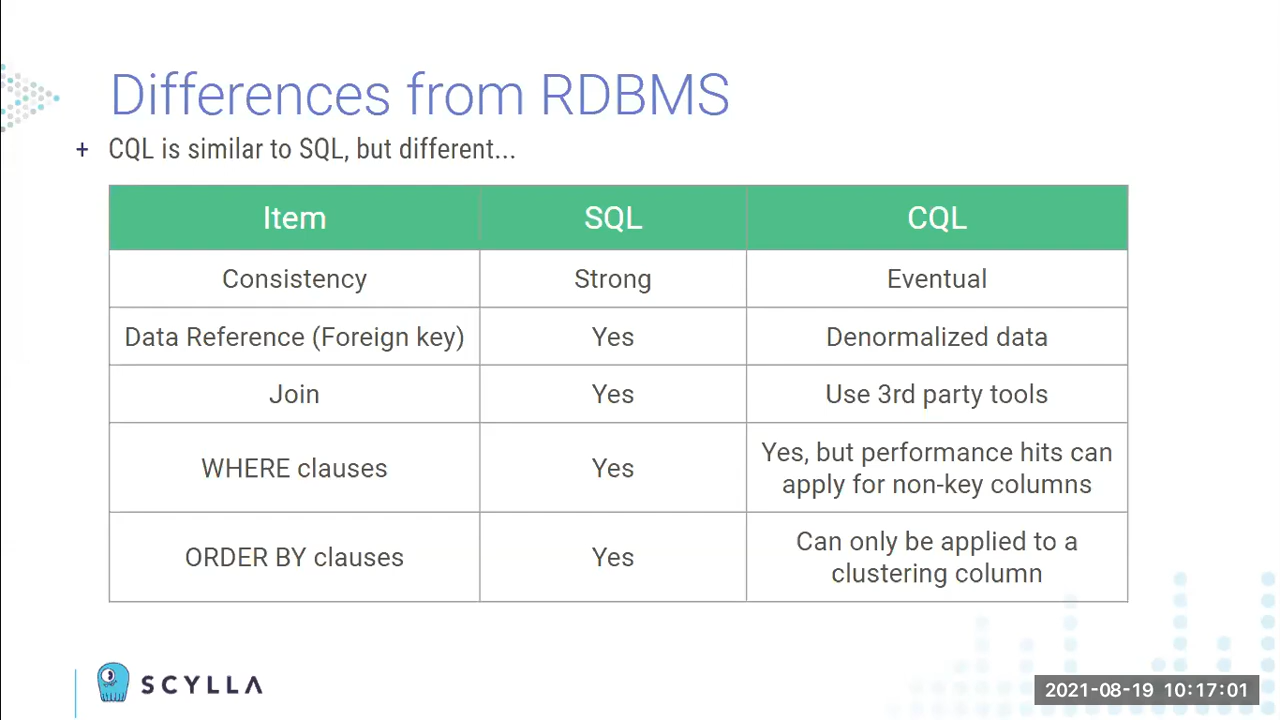 Differences from RDBMS
+ CQL is similar to SQL, but different...
Item SQL CQL
Consistency Strong Eventual
Data Reference (Foreign key) Yes Denormalized data
Join Yes Use 3rd party tools
WHERE clauses Yes Yes, but performance hits can
apply for non-key columns
ORDER BY clauses Yes Can only be applied to a
clustering column
SCYLLA
2021-08-19 10:17:01